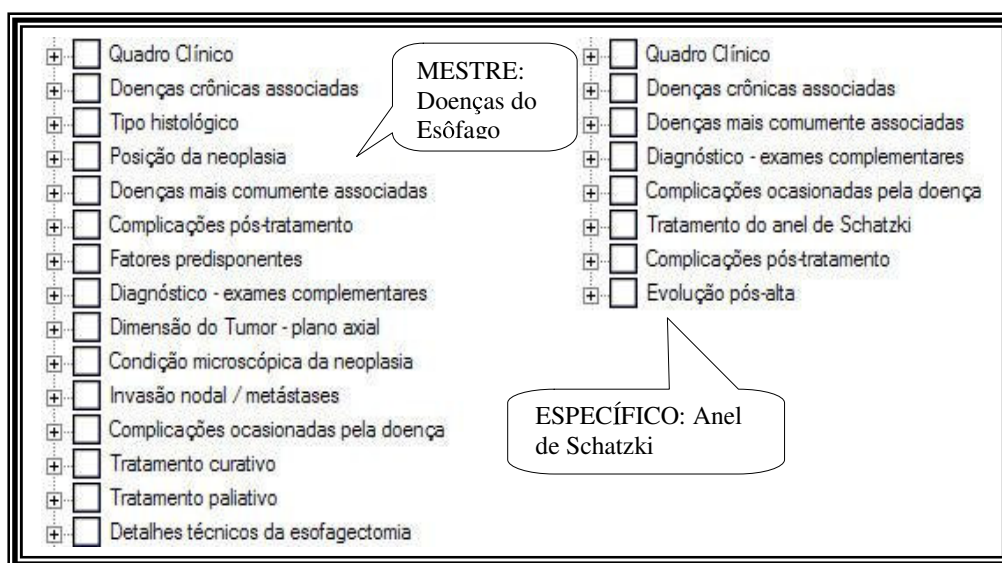 Quadro Clínico
Doenças crônicas associadas
Tipo histológico
Posição da neoplasia
Doenças mais comumente associadas
Complicações pós-tratamento
Fatores predisponentes
Diagnóstico - exames complementares
Dimensão do Tumor - plano axial
Condição microscópica da neoplasia
Invasão nodal / metástases
Complicações ocasionadas pela doença
Tratamento curativo
Tratamento paliativo
Detalhes técnicos da esofagectomia
MESTRE:
Doenças do
Esôfago
Quadro Clínico
Doenças crônicas associadas
Doenças mais comumente associadas
Diagnóstico - exames complementares
Complicações ocasionadas pela doença
Tratamento do anel de Schatzki
Complicações pós-tratamento
Evolução pós-alta
ESPECÍFICO: Anel
de Schatzki